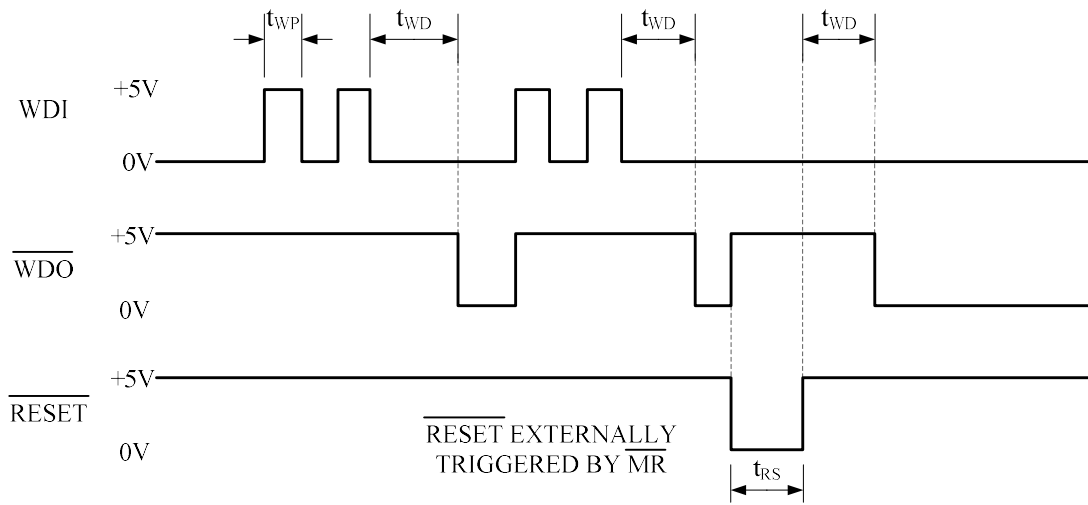 tWP
tWD
tWD
tWD
WDI
+5V
0V
WDO
+5V
0V
RESET
+5V
0V
RESET EXTERNALLY
TRIGGERED BY MR
tRS